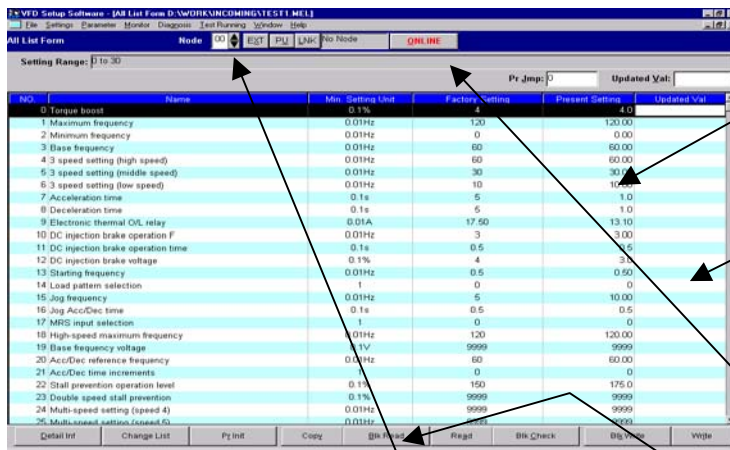 VFD Setup Software - [All List Form D:\WORK\INCOMING\TEST1.MEL]
File Settings Parameter Monitor Diagnosis Test Running Window Help
All List Form Node 00 EXT PU LNK No Node ONLINE
Setting Range: 0 to 30
Pr Jmp: 0 Updated Val:
NO. Name Min. Setting Unit Factory Setting Present Setting Updated Val
0 Torque boost 0.1% 4 4.0
1 Maximum frequency 0.01Hz 120 120.00
2 Minimum frequency 0.01Hz 0 0.00
3 Base frequency 0.01Hz 60 60.00
4 3 speed setting (high speed) 0.01Hz 60 60.00
5 3 speed setting (middle speed) 0.01Hz 30 30.00
6 3 speed setting (low speed) 0.01Hz 10 10.00
7 Acceleration time 0.1s 5 1.0
8 Deceleration time 0.1s 5 1.0
9 Electronic thermal O/L relay 0.01A 17.50 13.10
10 DC injection brake operation F 0.01Hz 3 3.00
11 DC injection brake operation time 0.1s 0.5 0.5
12 DC injection brake voltage 0.1% 4 3.0
13 Starting frequency 0.01Hz 0.5 0.50
14 Load pattern selection 1 0 0
15 Jog frequency 0.01Hz 5 10.00
16 Jog Acc/Dec time 0.1s 0.5 0.5
17 MRS input selection 1 0 0
18 High-speed maximum frequency 0.01Hz 120 120.00
19 Base frequency voltage 0.1V 9999 9999
20 Acc/Dec reference frequency 0.01Hz 60 60.00
21 Acc/Dec time increments 1 0 0
22 Stall prevention operation level 0.1% 150 175.0
23 Double speed stall prevention 0.1% 9999 9999
24 Multi-speed setting (speed 4) 0.01Hz 9999 9999
25 Multi-speed setting (speed 5) 0.01Hz 9999 9999
Detail Inf Change List Pr Init Copy Blk Read Read Blk Check Blk Write Write